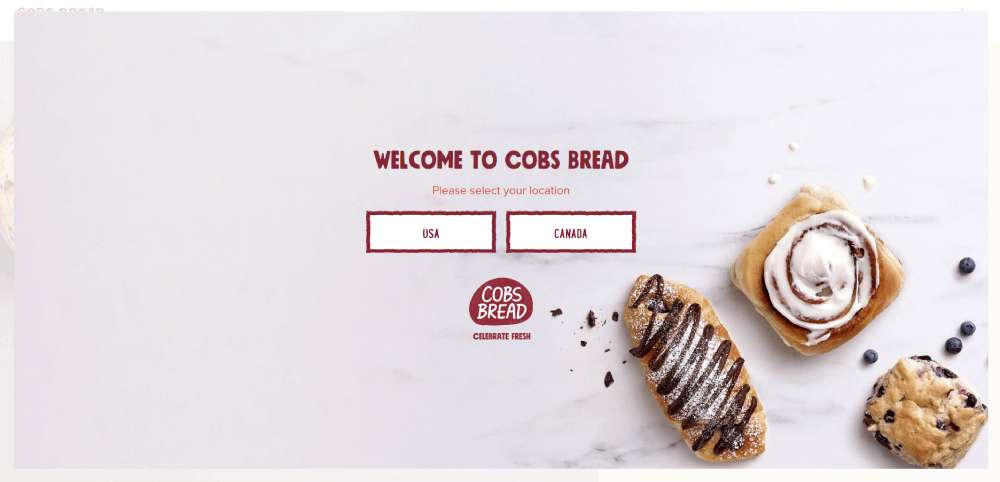 COBS BREAD
WELCOME TO COBS BREAD
Please select your location
USA
CANADA
COBS
BREAD
CELEBRATE FRESH